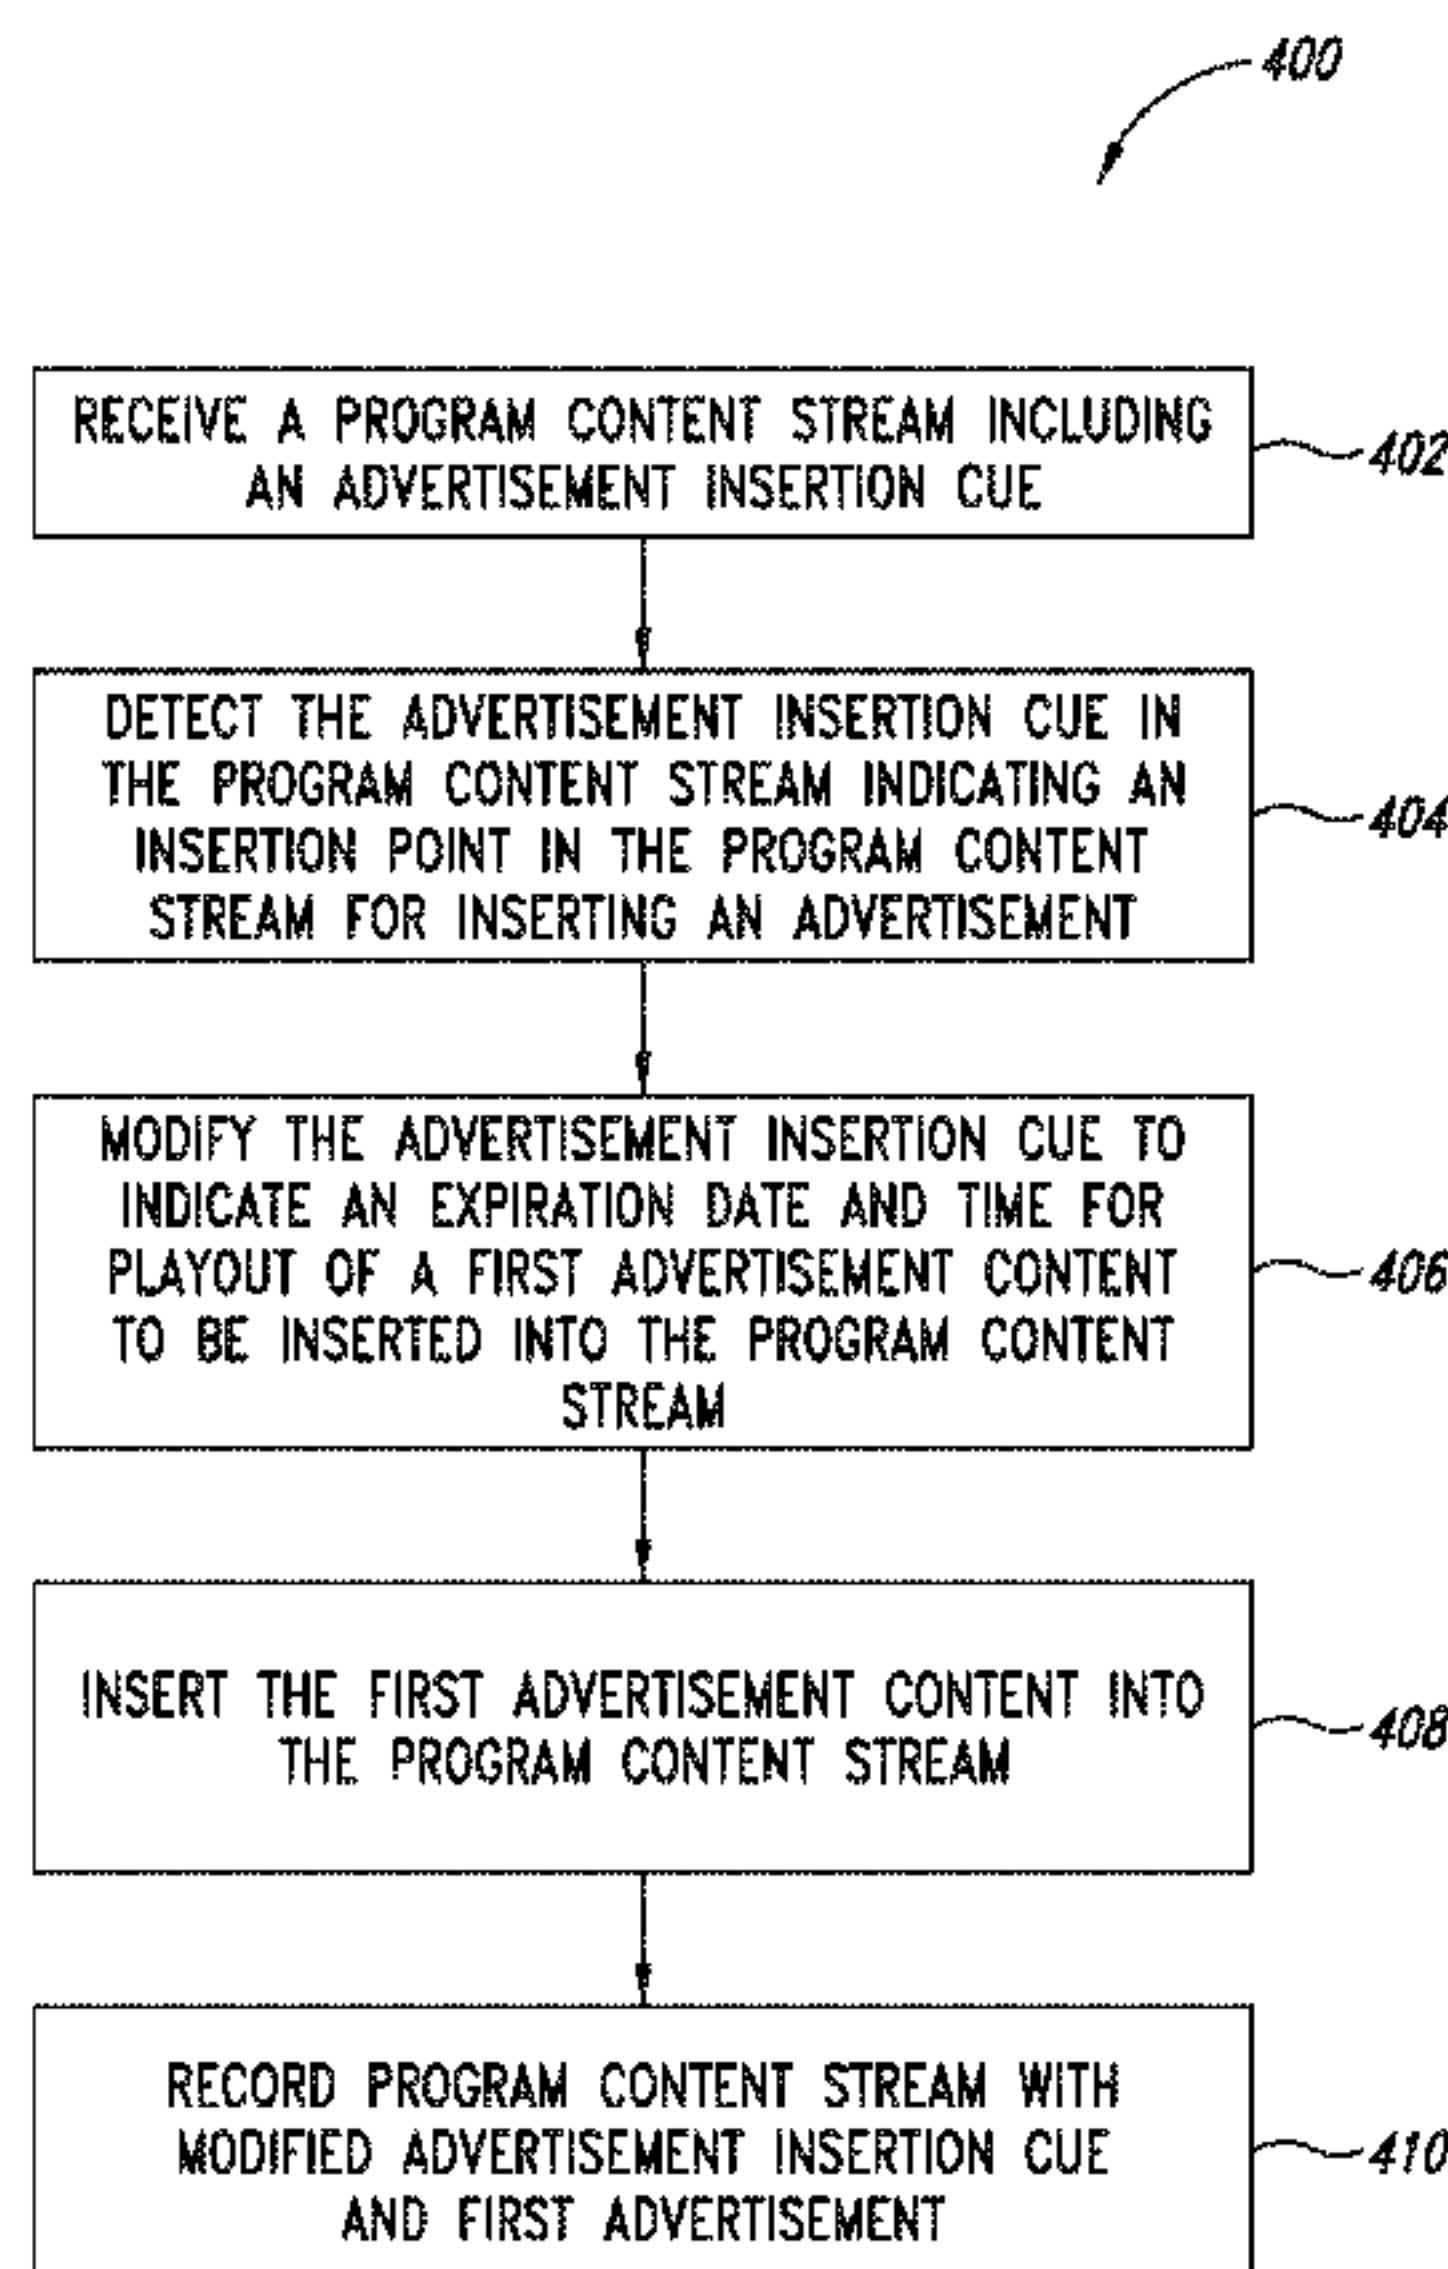 400
RECEIVE A PROGRAM CONTENT STREAM INCLUDING
AN ADVERTISEMENT INSERTION CUE
402
DETECT THE ADVERTISEMENT INSERTION CUE IN
THE PROGRAM CONTENT STREAM INDICATING AN
INSERTION POINT IN THE PROGRAM CONTENT
STREAM FOR INSERTING AN ADVERTISEMENT
404
MODIFY THE ADVERTISEMENT INSERTION CUE TO
INDICATE AN EXPIRATION DATE AND TIME FOR
PLAYOUT OF A FIRST ADVERTISEMENT CONTENT
TO BE INSERTED INTO THE PROGRAM CONTENT
STREAM
406
INSERT THE FIRST ADVERTISEMENT CONTENT INTO
THE PROGRAM CONTENT STREAM
408
RECORD PROGRAM CONTENT STREAM WITH
MODIFIED ADVERTISEMENT INSERTION CUE
AND FIRST ADVERTISEMENT
410